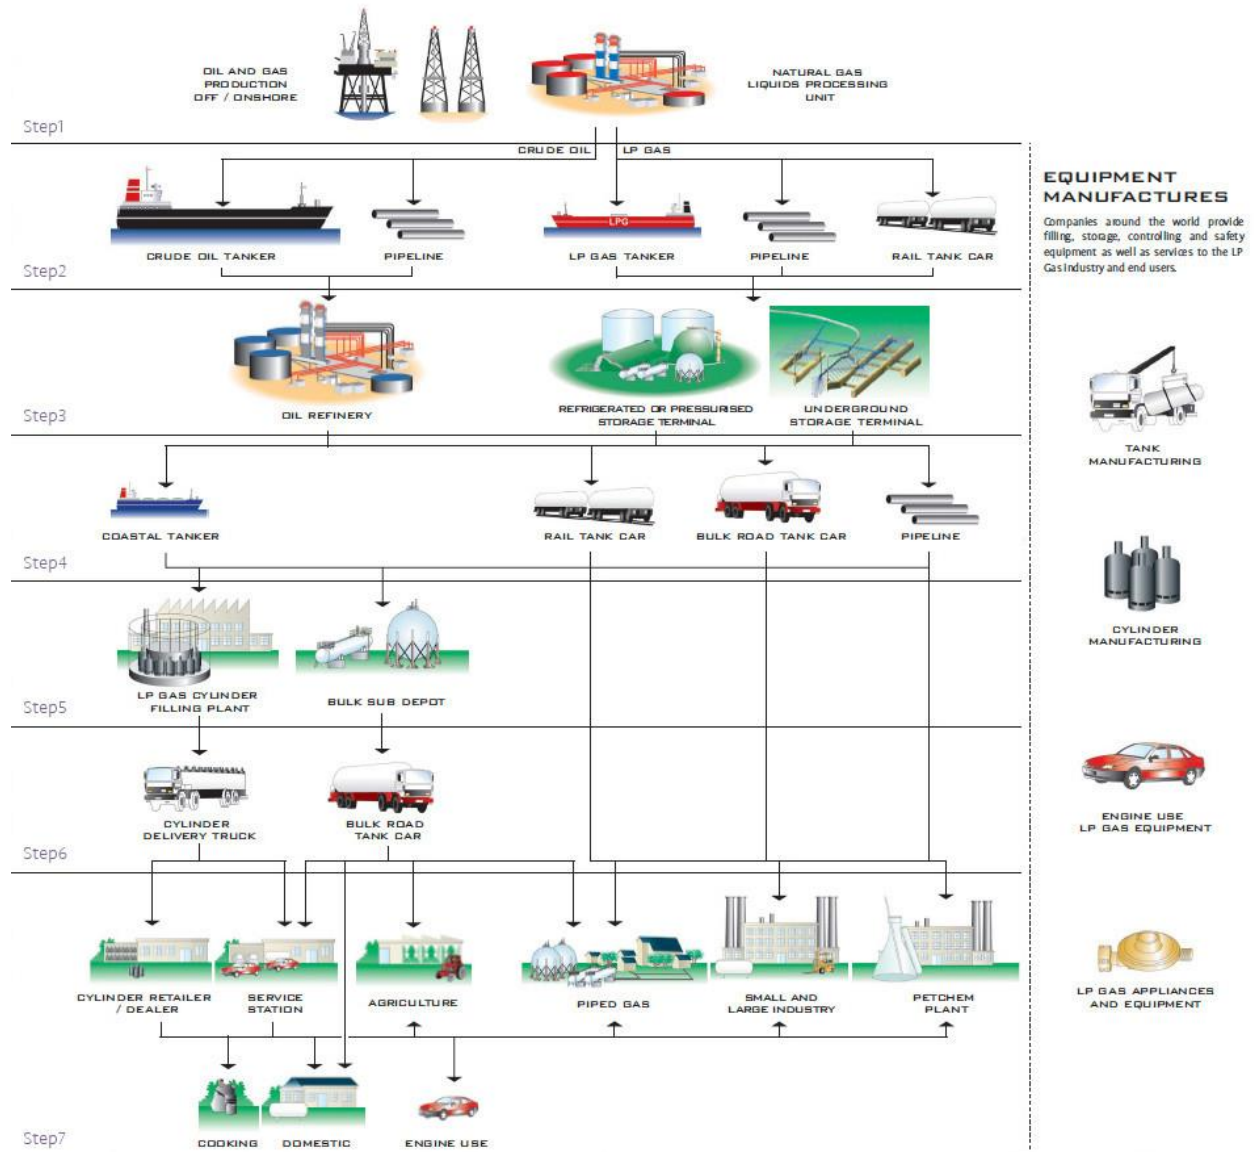 OIL AND GAS
PRODUCTION
OFF / ONSHORE
NATURAL GAS
LIQUIDS PROCESSING
UNIT
Step1
CRUDE OIL
LP GAS
LPG
CRUDE OIL TANKER
PIPELINE
LP GAS TANKER
PIPELINE
RAIL TANK CAR
Step2
OIL REFINERY
REFRIGERATED OR PRESSURISED
STORAGE TERMINAL
UNDERGROUND
STORAGE TERMINAL
Step3
COASTAL TANKER
RAIL TANK CAR
BULK ROAD TANK CAR
PIPELINE
Step4
LP GAS CYLINDER
FILLING PLANT
BULK SUB DEPOT
Step5
CYLINDER
DELIVERY TRUCK
BULK ROAD
TANK CAR
Step6
CYLINDER RETAILER
/ DEALER
SERVICE
STATION
AGRICULTURE
PIPED GAS
SMALL AND
LARGE INDUSTRY
PETCHEM
PLANT
COOKING
DOMESTIC
ENGINE USE
Step7
EQUIPMENT
MANUFACTURES
Companies around the world provide
filling, storage, controlling and safety
equipment as well as services to the LP
Gas Industry and end users.
TANK
MANUFACTURING
CYLINDER
MANUFACTURING
ENGINE USE
LP GAS EQUIPMENT
LP GAS APPLIANCES
AND EQUIPMENT